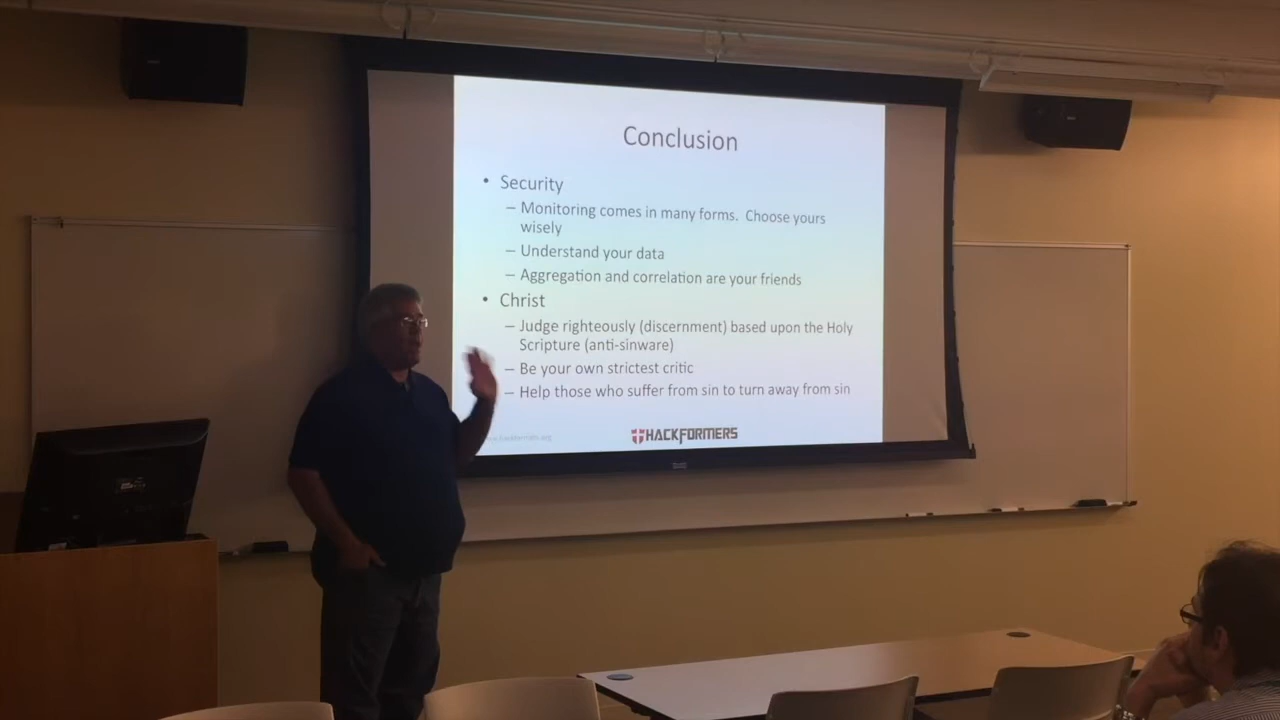 Conclusion
• Security
– Monitoring comes in many forms. Choose yours
wisely
– Understand your data
– Aggregation and correlation are your friends
• Christ
– Judge righteously (discernment) based upon the Holy
Scripture (anti-sinware)
– Be your own strictest critic
– Help those who suffer from sin to turn away from sin
HACKFORMERS